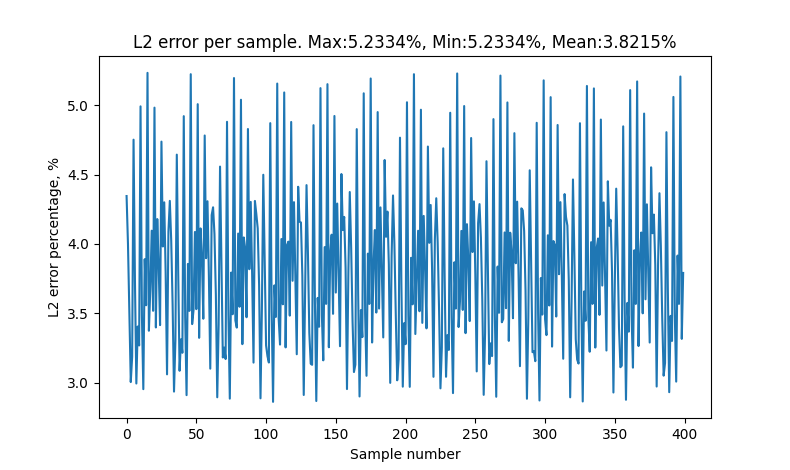 L2 error per sample. Max:5.2334%, Min:5.2334%, Mean:3.8215%
L2 error percentage, %
5.0
4.5
4.0
3.5
3.0
0 50 100 150 200 250 300 350 400
Sample number